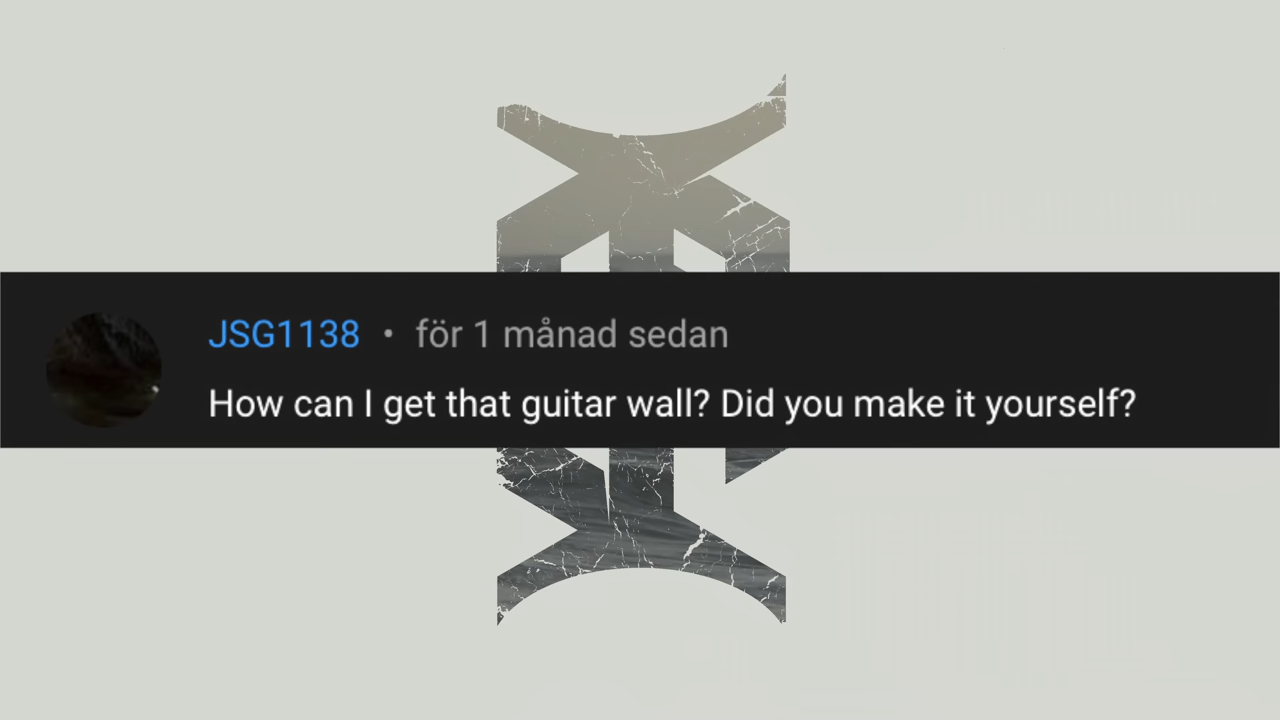 JSG1138 • för 1 månad sedan
How can I get that guitar wall? Did you make it yourself?